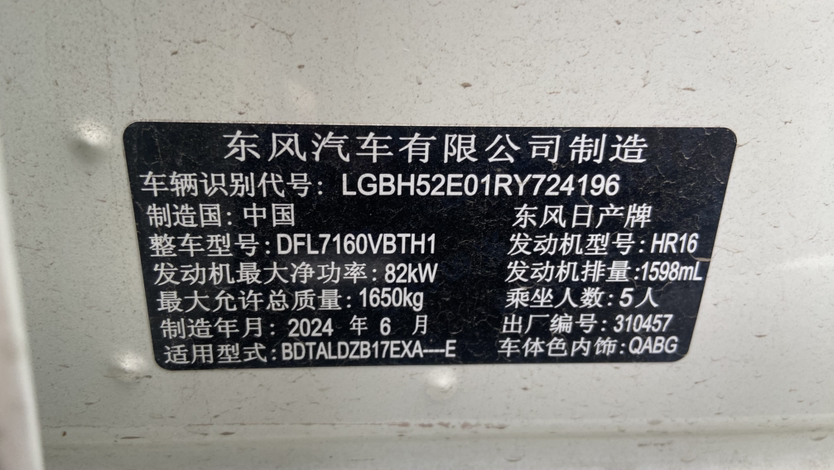 东风汽车有限公司制造
车辆识别代号: LGBH52E01RY724196
制造国: 中国 东风日产牌
整车型号: DFL7160VBTH1 发动机型号: HR16
发动机最大净功率: 82kW 发动机排量: 1598mL
最大允许总质量: 1650kg 乘坐人数: 5人
制造年月: 2024 年 6 月 出厂编号: 310457
适用型式: BDTALDZB17EXA----E 车体色内饰: QABG